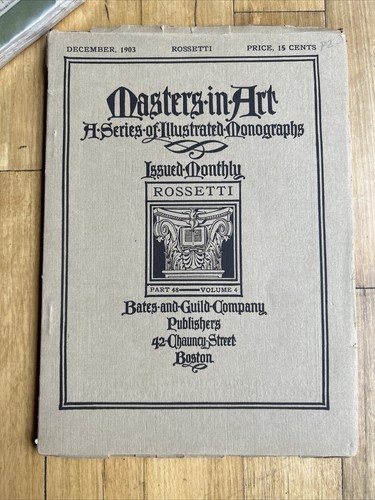 DECEMBER, 1903 ROSSETTI PRICE, 15 CENTS
Masters·in·Art
A·Series·of·Illustrated·Monographs
Issued·Monthly
ROSSETTI
PART 48 — VOLUME 4
Bates·and·Guild·Company
Publishers
42·Chauncy·Street
Boston